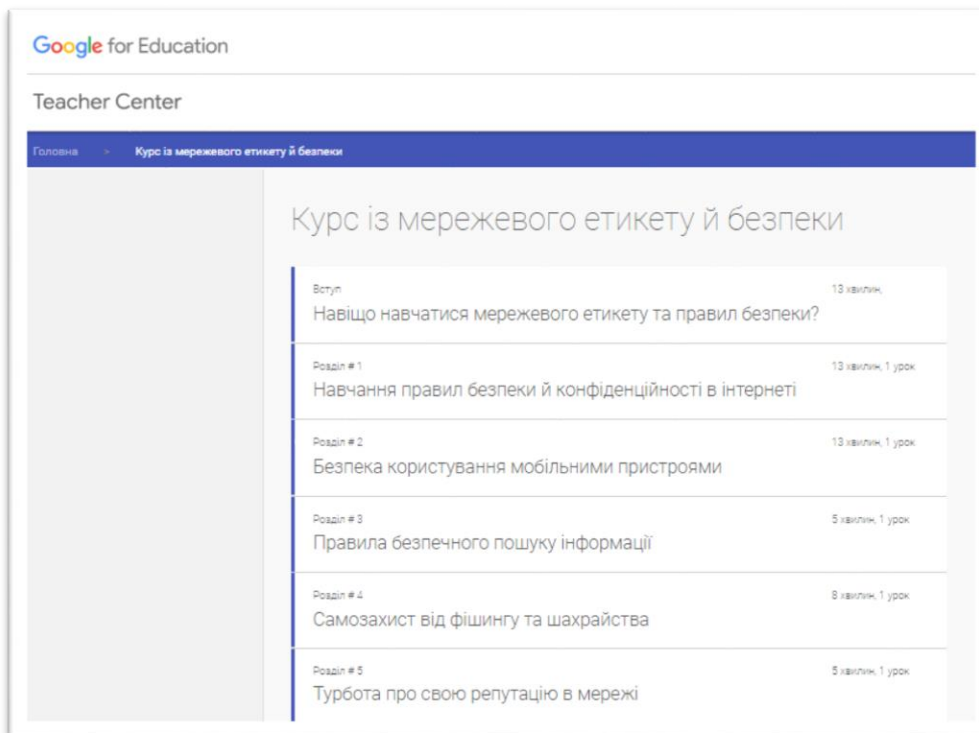 Google for Education
Teacher Center
Головна > Курс із мережевого етикету й безпеки
Курс із мережевого етикету й безпеки
Вступ 13 хвилин,
Навіщо навчатися мережевого етикету та правил безпеки?
Розділ # 1 13 хвилин, 1 урок
Навчання правил безпеки й конфіденційності в інтернеті
Розділ # 2 13 хвилин, 1 урок
Безпека користування мобільними пристроями
Розділ # 3 5 хвилин, 1 урок
Правила безпечного пошуку інформації
Розділ # 4 8 хвилин, 1 урок
Самозахист від фішингу та шахрайства
Розділ # 5 5 хвилин, 1 урок
Турбота про свою репутацію в мережі